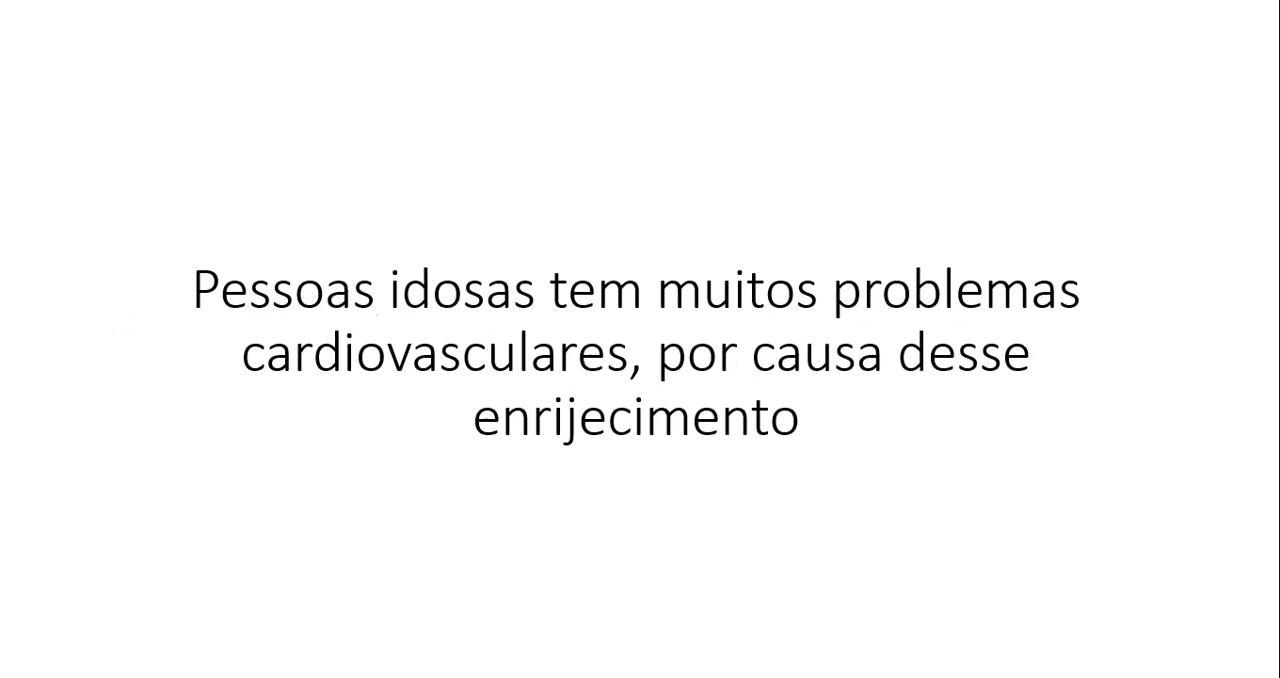 Pessoas idosas tem muitos problemas
cardiovasculares, por causa desse
enrijecimento